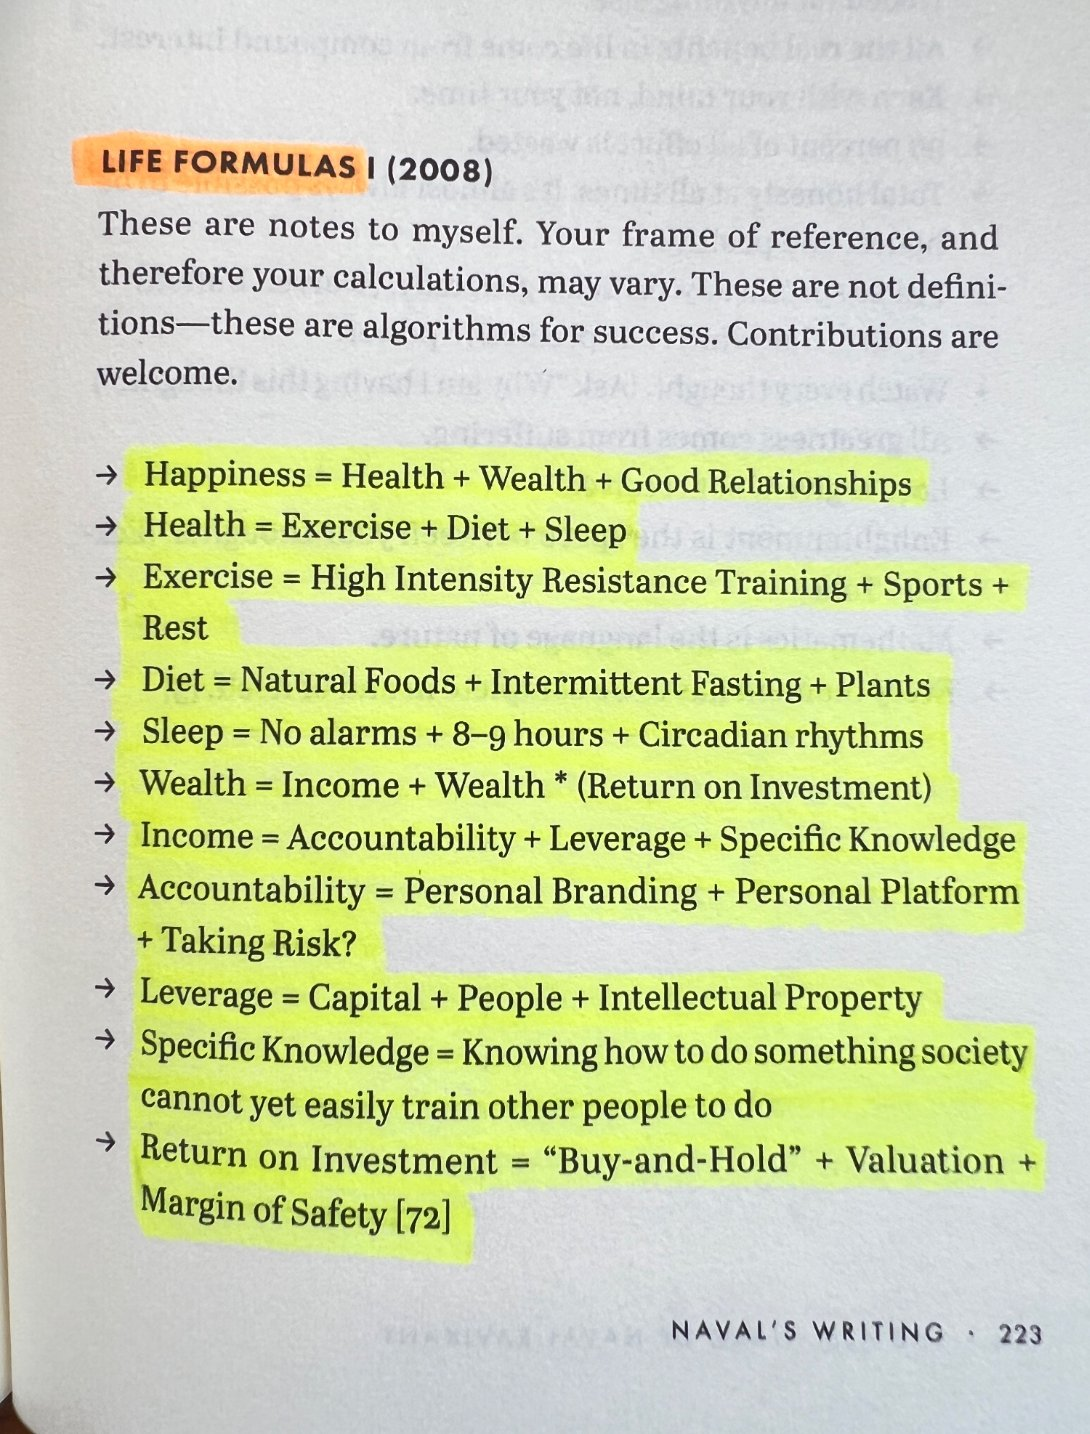 LIFE FORMULAS I (2008)
These are notes to myself. Your frame of reference, and
therefore your calculations, may vary. These are not defini-
tions—these are algorithms for success. Contributions are
welcome.
→ Happiness = Health + Wealth + Good Relationships
→ Health = Exercise + Diet + Sleep
→ Exercise = High Intensity Resistance Training + Sports +
Rest
→ Diet = Natural Foods + Intermittent Fasting + Plants
→ Sleep = No alarms + 8–9 hours + Circadian rhythms
→ Wealth = Income + Wealth * (Return on Investment)
→ Income = Accountability + Leverage + Specific Knowledge
→ Accountability = Personal Branding + Personal Platform
+ Taking Risk?
→ Leverage = Capital + People + Intellectual Property
→ Specific Knowledge = Knowing how to do something society
cannot yet easily train other people to do
→ Return on Investment = “Buy-and-Hold” + Valuation +
Margin of Safety [72]
NAVAL'S WRITING · 223